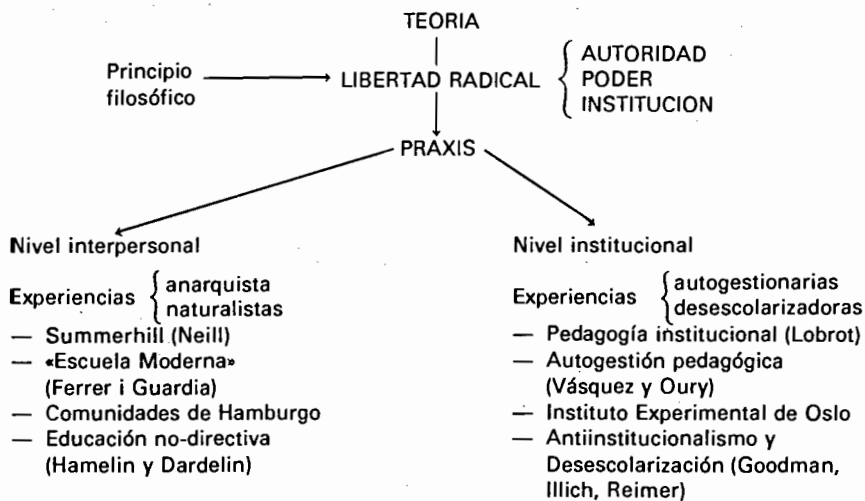 TEORIA
Principio
filosófico
LIBERTAD RADICAL
AUTORIDAD
PODER
INSTITUCION
PRAXIS
Nivel interpersonal
Experiencias
anarquista
naturalistas
— Summerhill (Neill)
— «Escuela Moderna»
(Ferrer i Guardia)
— Comunidades de Hamburgo
— Educación no-directiva
(Hamelin y Dardelin)
Nivel institucional
Experiencias
autogestionarias
desescolarizadoras
— Pedagogía institucional (Lobrot)
— Autogestión pedagógica
(Vásquez y Oury)
— Instituto Experimental de Oslo
— Antiinstitucionalismo y
Desescolarización (Goodman,
Illich, Reimer)